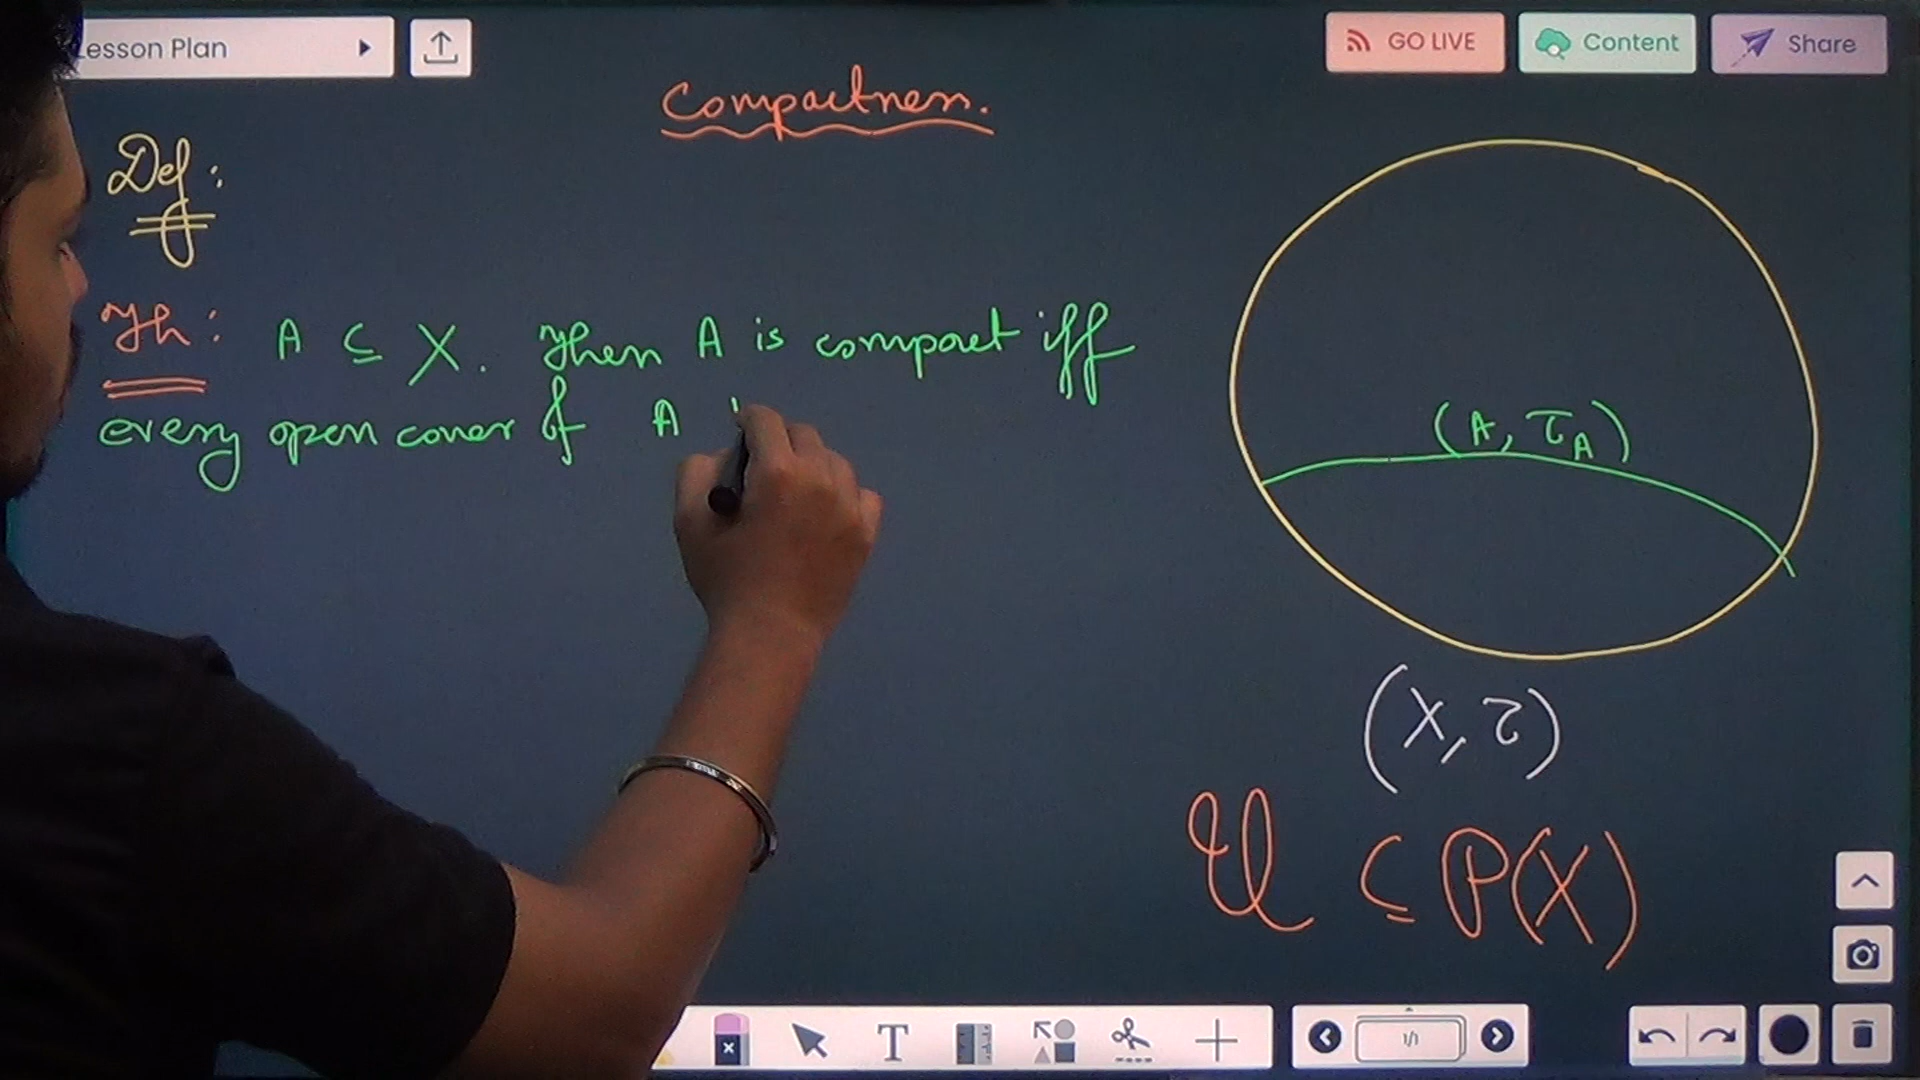 Lesson Plan
GO LIVE
Content
Share
Compactness.
Def:
Th: A ⊆ X. Then A is compact iff
every open cover of A
(A, τ_A)
(X, τ)
𝒰 ⊆ P(X)
T
1/1